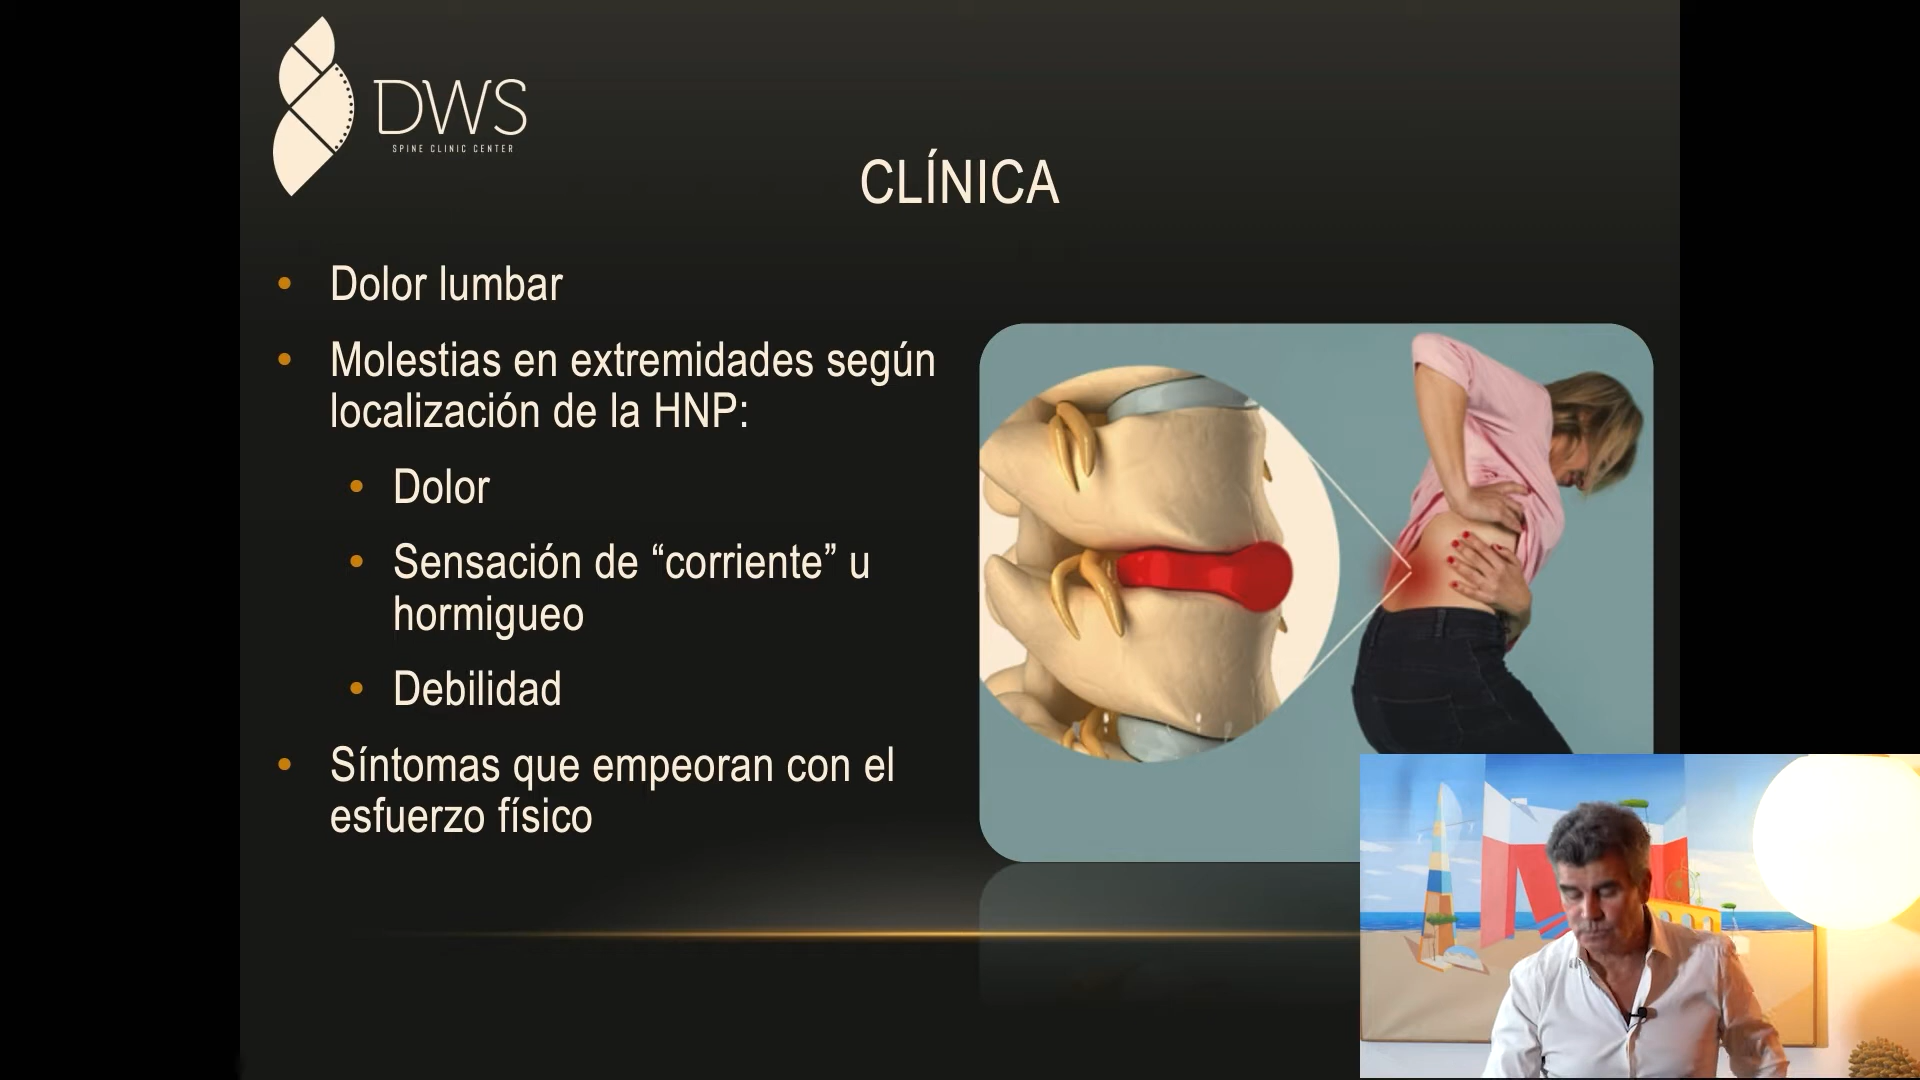 DWS
SPINE CLINIC CENTER
CLÍNICA
• Dolor lumbar
• Molestias en extremidades según
localización de la HNP:
• Dolor
• Sensación de “corriente” u
hormigueo
• Debilidad
• Síntomas que empeoran con el
esfuerzo físico